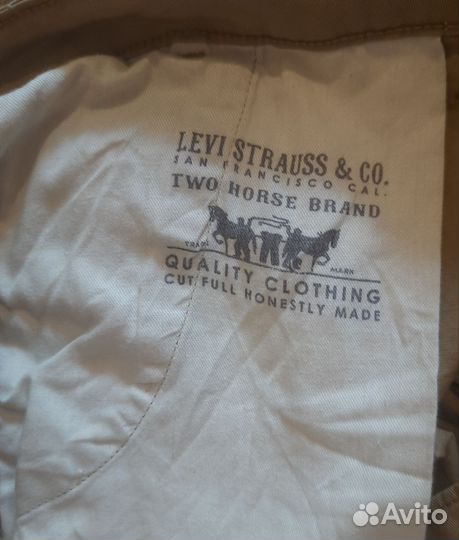 LEVI STRAUSS & CO.
SAN FRANCISCO CAL.
TWO HORSE BRAND
TRADE MARK
QUALITY CLOTHING
CUT FULL HONESTLY MADE
Avito